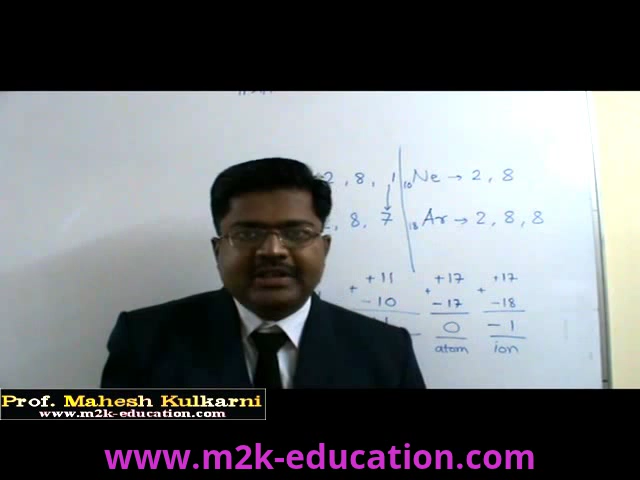 2, 8, 1
₁₀Ne → 2, 8
2, 8, 7
₁₈Ar → 2, 8, 8
+11
+17
+17
+
-10
+
-17
+
-18
0
-1
atom
ion
Prof. Mahesh Kulkarni
www.m2k-education.com
www.m2k-education.com